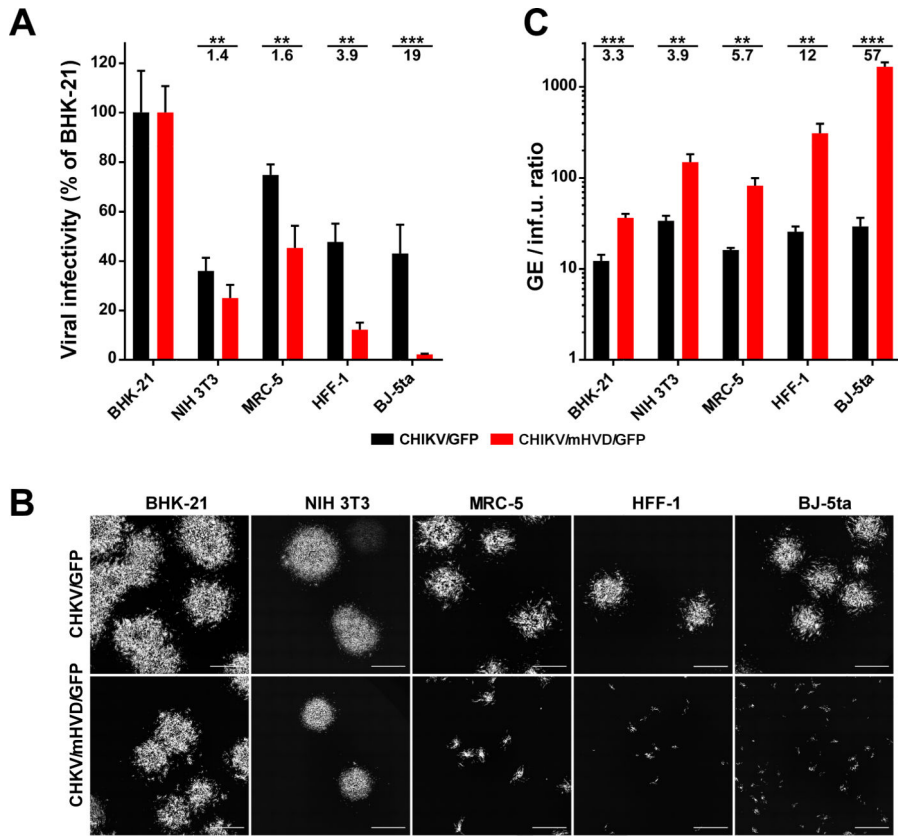 A
** ** ** ***
1.4 1.6 3.9 19
Viral infectivity (% of BHK-21)
120
100
80
60
40
20
0
BHK-21 NIH 3T3 MRC-5 HFF-1 BJ-5ta
C
*** ** ** ** ***
3.3 3.9 5.7 12 57
GE / inf.u. ratio
1000
100
10
1
BHK-21 NIH 3T3 MRC-5 HFF-1 BJ-5ta
CHIKV/GFP CHIKV/mHVD/GFP
B
BHK-21 NIH 3T3 MRC-5 HFF-1 BJ-5ta
CHKV/GFP
CHKV/mHVD/GFP